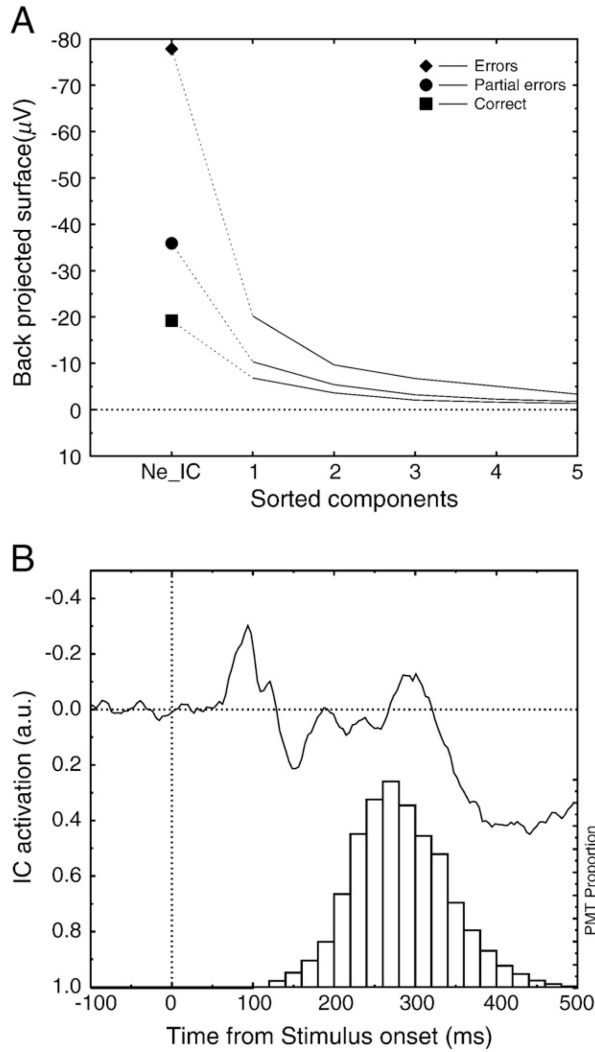 A
-80
-70
-60
-50
-40
-30
-20
-10
0
10
Back projected surface(μV)
Errors
Partial errors
Correct
Ne_IC 1 2 3 4 5
Sorted components
B
-0.4
-0.2
0.0
0.2
0.4
0.6
0.8
1.0
IC activation (a.u.)
PMT Proportion
-100 0 100 200 300 400 500
Time from Stimulus onset (ms)